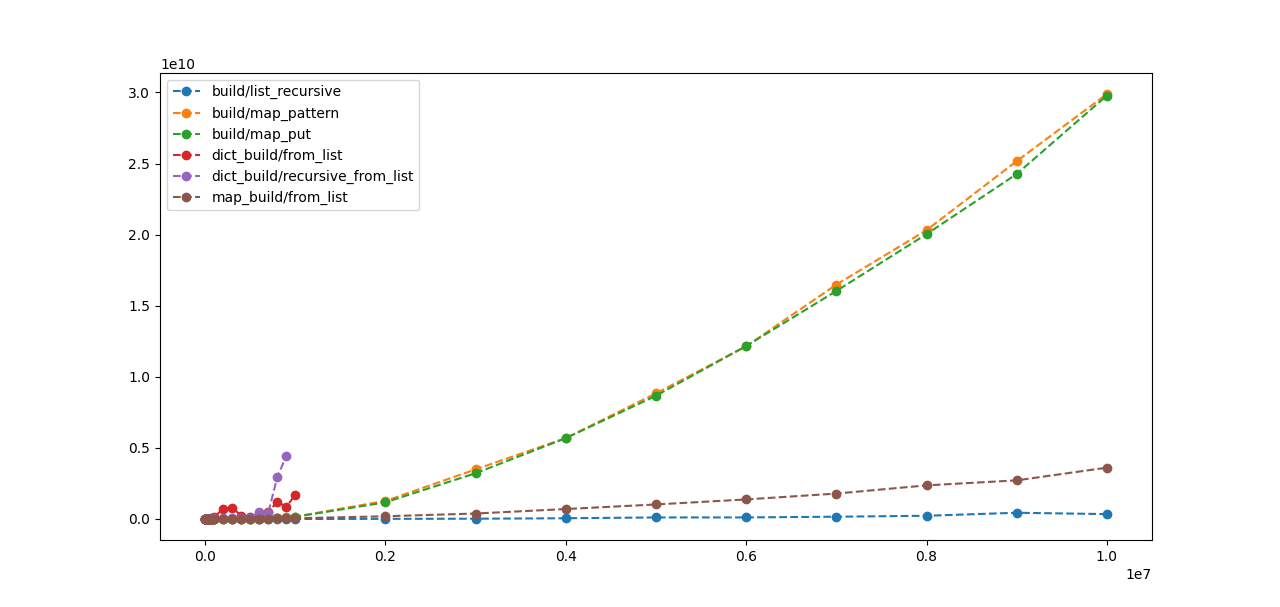 1e10
build/list_recursive
build/map_pattern
build/map_put
dict_build/from_list
dict_build/recursive_from_list
map_build/from_list
3.0
2.5
2.0
1.5
1.0
0.5
0.0
0.0 0.2 0.4 0.6 0.8 1.0
1e7